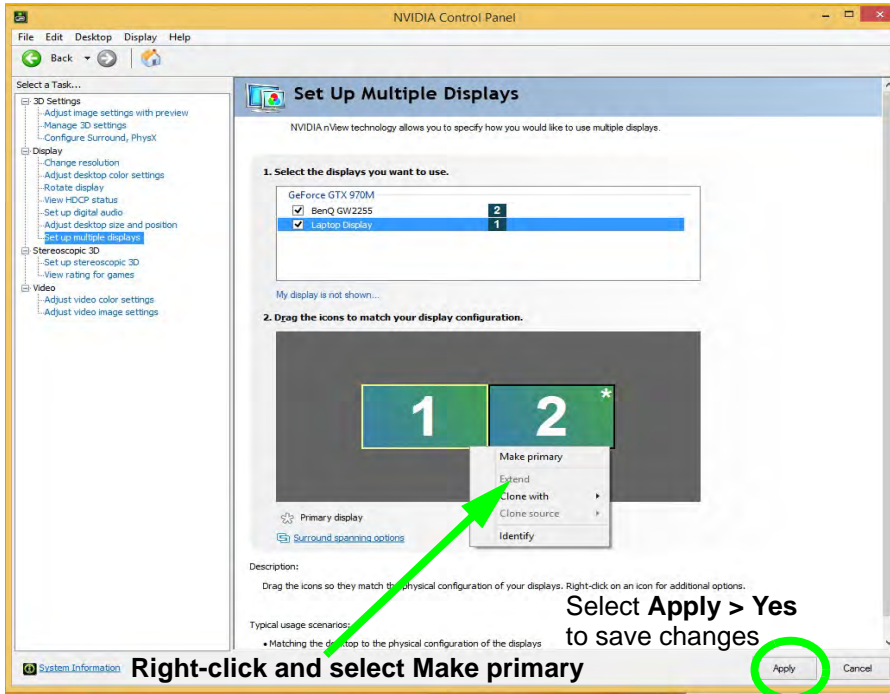 NVIDIA Control Panel
File Edit Desktop Display Help
Back
Select a Task...
3D Settings
Adjust image settings with preview
Manage 3D settings
Configure Surround, PhysX
Display
Change resolution
Adjust desktop color settings
Rotate display
View HDCP status
Set up digital audio
Adjust desktop size and position
Set up multiple displays
Stereoscopic 3D
Set up stereoscopic 3D
View rating for games
Video
Adjust video color settings
Adjust video image settings
System Information
Set Up Multiple Displays
NVIDIA nView technology allows you to specify how you would like to use multiple displays.
1. Select the displays you want to use.
GeForce GTX 970M
BenQ GW2255 2
Laptop Display 1
My display is not shown...
2. Drag the icons to match your display configuration.
1 2 *
Make primary
Extend
Clone with
Clone source
Identify
Primary display
Surround spanning options
Description:
Drag the icons so they match the physical configuration of your displays. Right-click on an icon for additional options.
Typical usage scenarios:
• Matching the desktop to the physical configuration of the displays
Select Apply > Yes
to save changes
Right-click and select Make primary
Apply Cancel